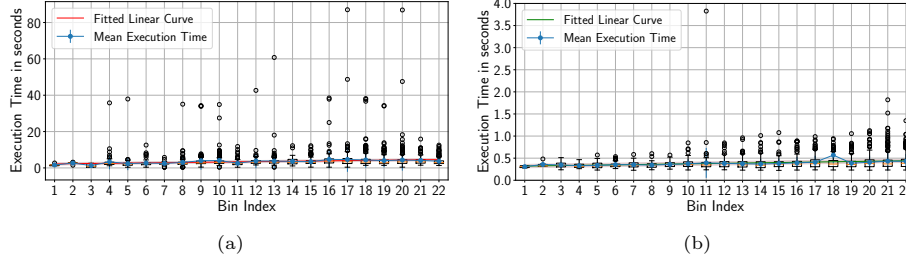 Execution Time in seconds
80
60
40
20
0
Fitted Linear Curve
Mean Execution Time
1 2 3 4 5 6 7 8 9 10 11 12 13 14 15 16 17 18 19 20 21 22
Bin Index
(a)
Execution Time in seconds
4.0
3.5
3.0
2.5
2.0
1.5
1.0
0.5
0.0
Fitted Linear Curve
Mean Execution Time
1 2 3 4 5 6 7 8 9 10 11 12 13 14 15 16 17 18 19 20 21
Bin Index
(b)